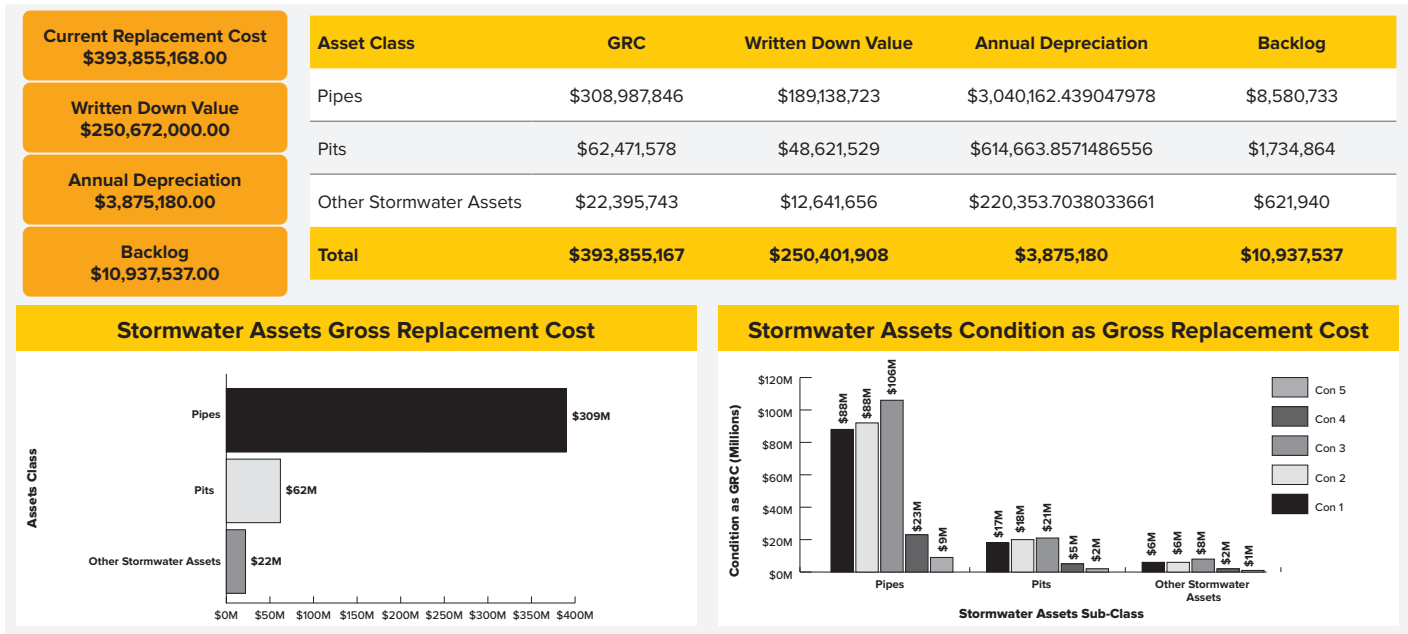 Current Replacement Cost
$393,855,168.00
Written Down Value
$250,672,000.00
Annual Depreciation
$3,875,180.00
Backlog
$10,937,537.00
Asset Class GRC Written Down Value Annual Depreciation Backlog
Pipes $308,987,846 $189,138,723 $3,040,162.439047978 $8,580,733
Pits $62,471,578 $48,621,529 $614,663.8571486556 $1,734,864
Other Stormwater Assets $22,395,743 $12,641,656 $220,353.7038033661 $621,940
Total $393,855,167 $250,401,908 $3,875,180 $10,937,537
Stormwater Assets Gross Replacement Cost
Assets Class
Pipes $309M
Pits $62M
Other Stormwater Assets $22M
$0M $50M $100M $150M $200M $250M $300M $350M $400M
Stormwater Assets Condition as Gross Replacement Cost
Condition as GRC (Millions)
$120M
$100M
$80M
$60M
$40M
$20M
$0M
$88M $88M $106M $23M $9M
$17M $18M $21M $5M $2M
$6M $6M $8M $2M $1M
Con 5
Con 4
Con 3
Con 2
Con 1
Pipes Pits Other Stormwater
Assets
Stormwater Assets Sub-Class